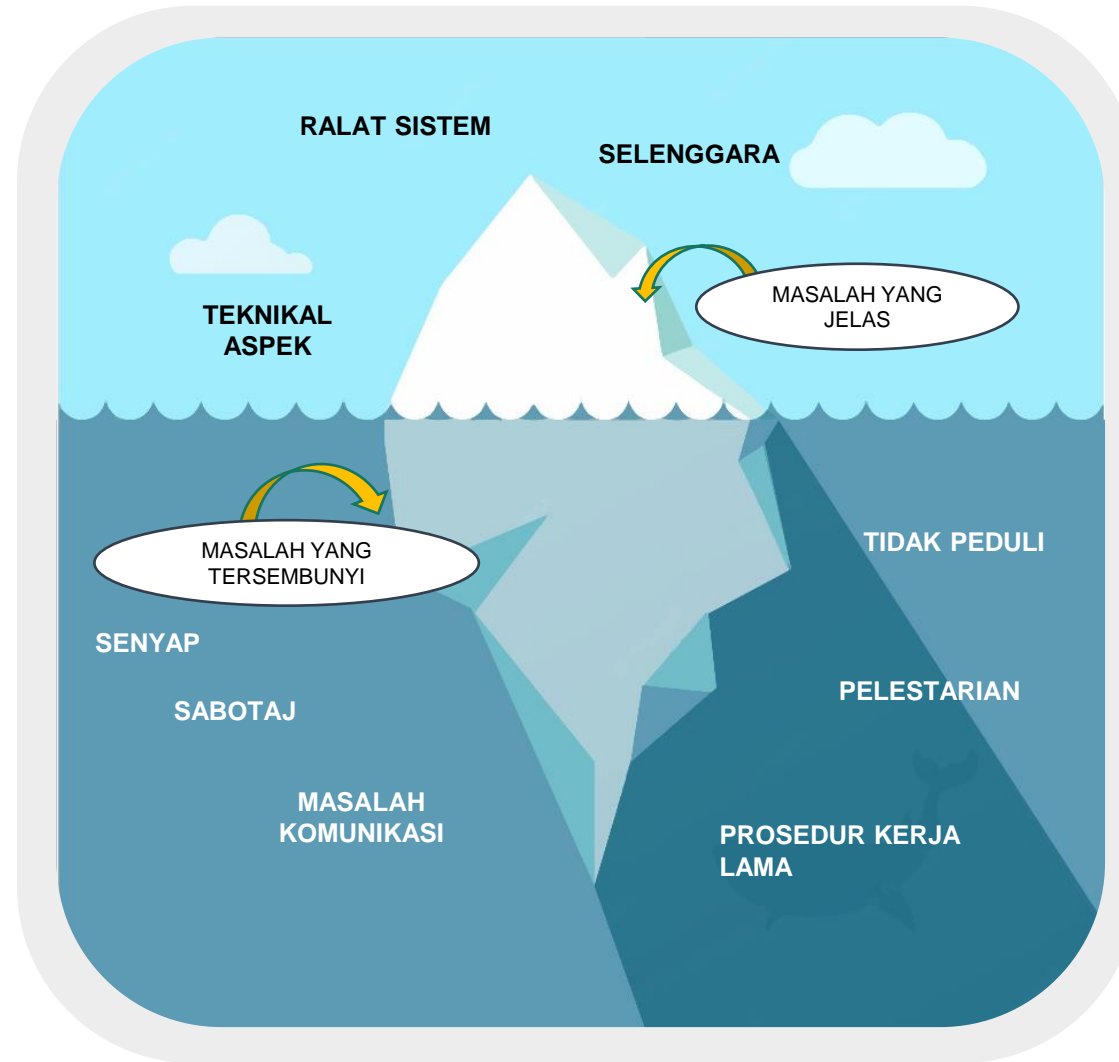 RALAT SISTEM
SELENGGARA
MASALAH YANG
JELAS
TEKNIKAL
ASPEK
MASALAH YANG
TERSEMBUNYI
TIDAK PEDULI
SENYAP
PELESTARIAN
SABOTAJ
MASALAH
KOMUNIKASI
PROSEDUR KERJA
LAMA